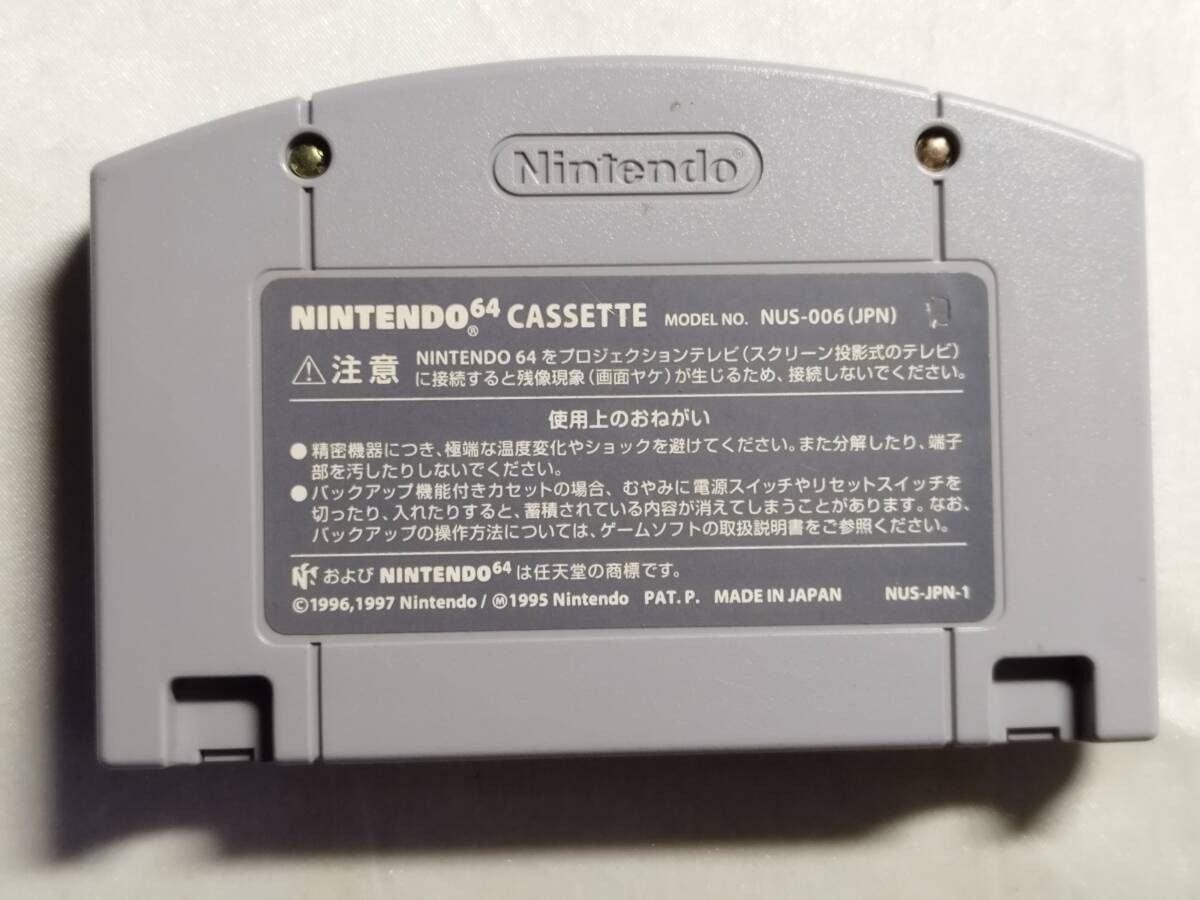 Nintendo®
NINTENDO64® CASSETTE MODEL NO. NUS-006(JPN)
⚠注意 NINTENDO 64 をプロジェクションテレビ(スクリーン投影式のテレビ)
に接続すると残像現象(画面ヤケ)が生じるため、接続しないでください。
使用上のおねがい
●精密機器につき、極端な温度変化やショックを避けてください。また分解したり、端子
部を汚したりしないでください。
●バックアップ機能付きカセットの場合、むやみに電源スイッチやリセットスイッチを
切ったり、入れたりすると、蓄積されている内容が消えてしまうことがあります。なお、
バックアップの操作方法については、ゲームソフトの取扱説明書をご参照ください。
および NINTENDO64 は任天堂の商標です。
©1996,1997 Nintendo/Ⓜ1995 Nintendo PAT. P. MADE IN JAPAN NUS-JPN-1